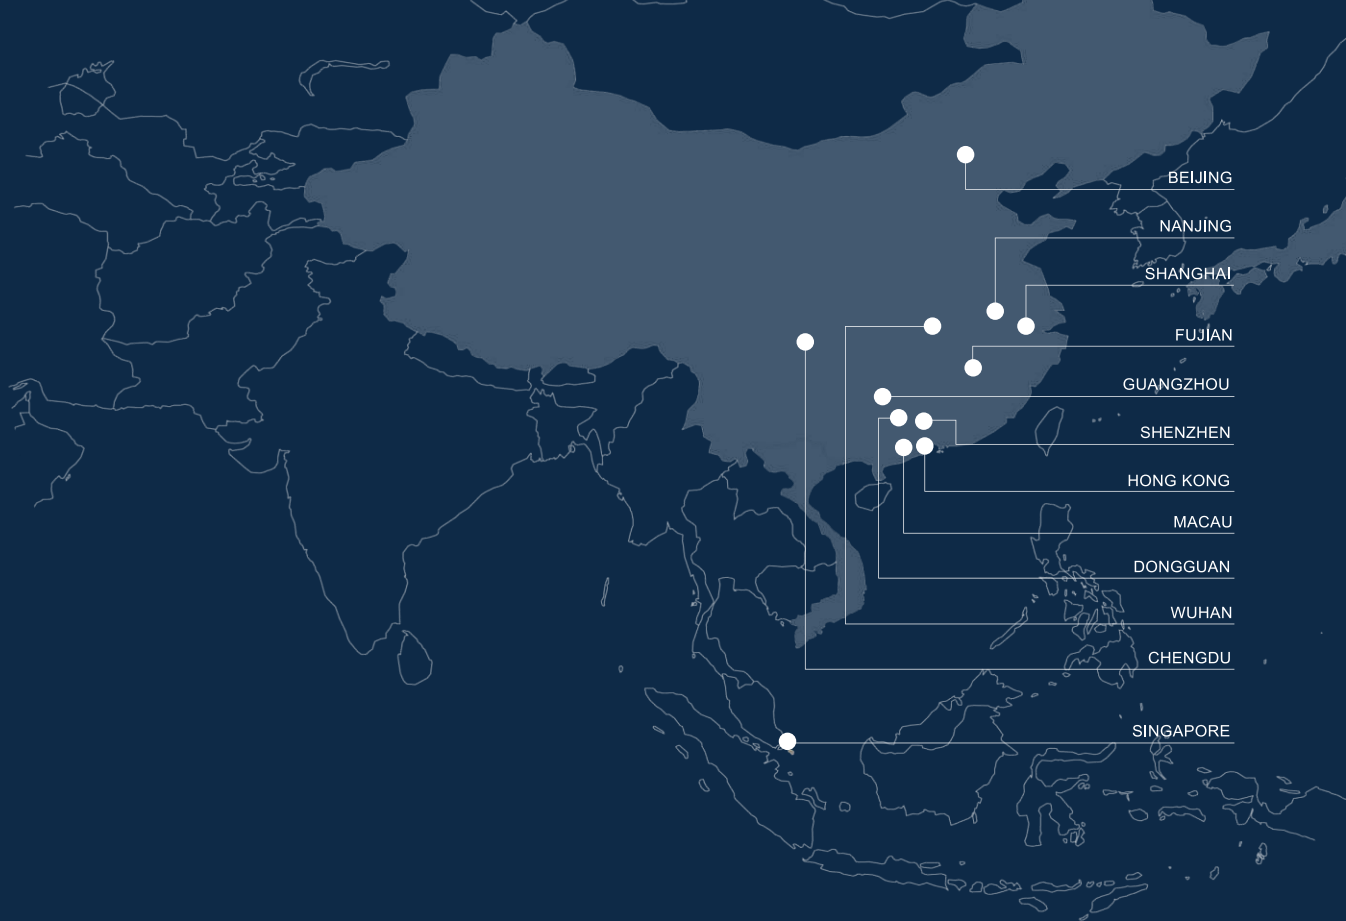 BEIJING
NANJING
SHANGHAI
FUJIAN
GUANGZHOU
SHENZHEN
HONG KONG
MACAU
DONGGUAN
WUHAN
CHENGDU
SINGAPORE